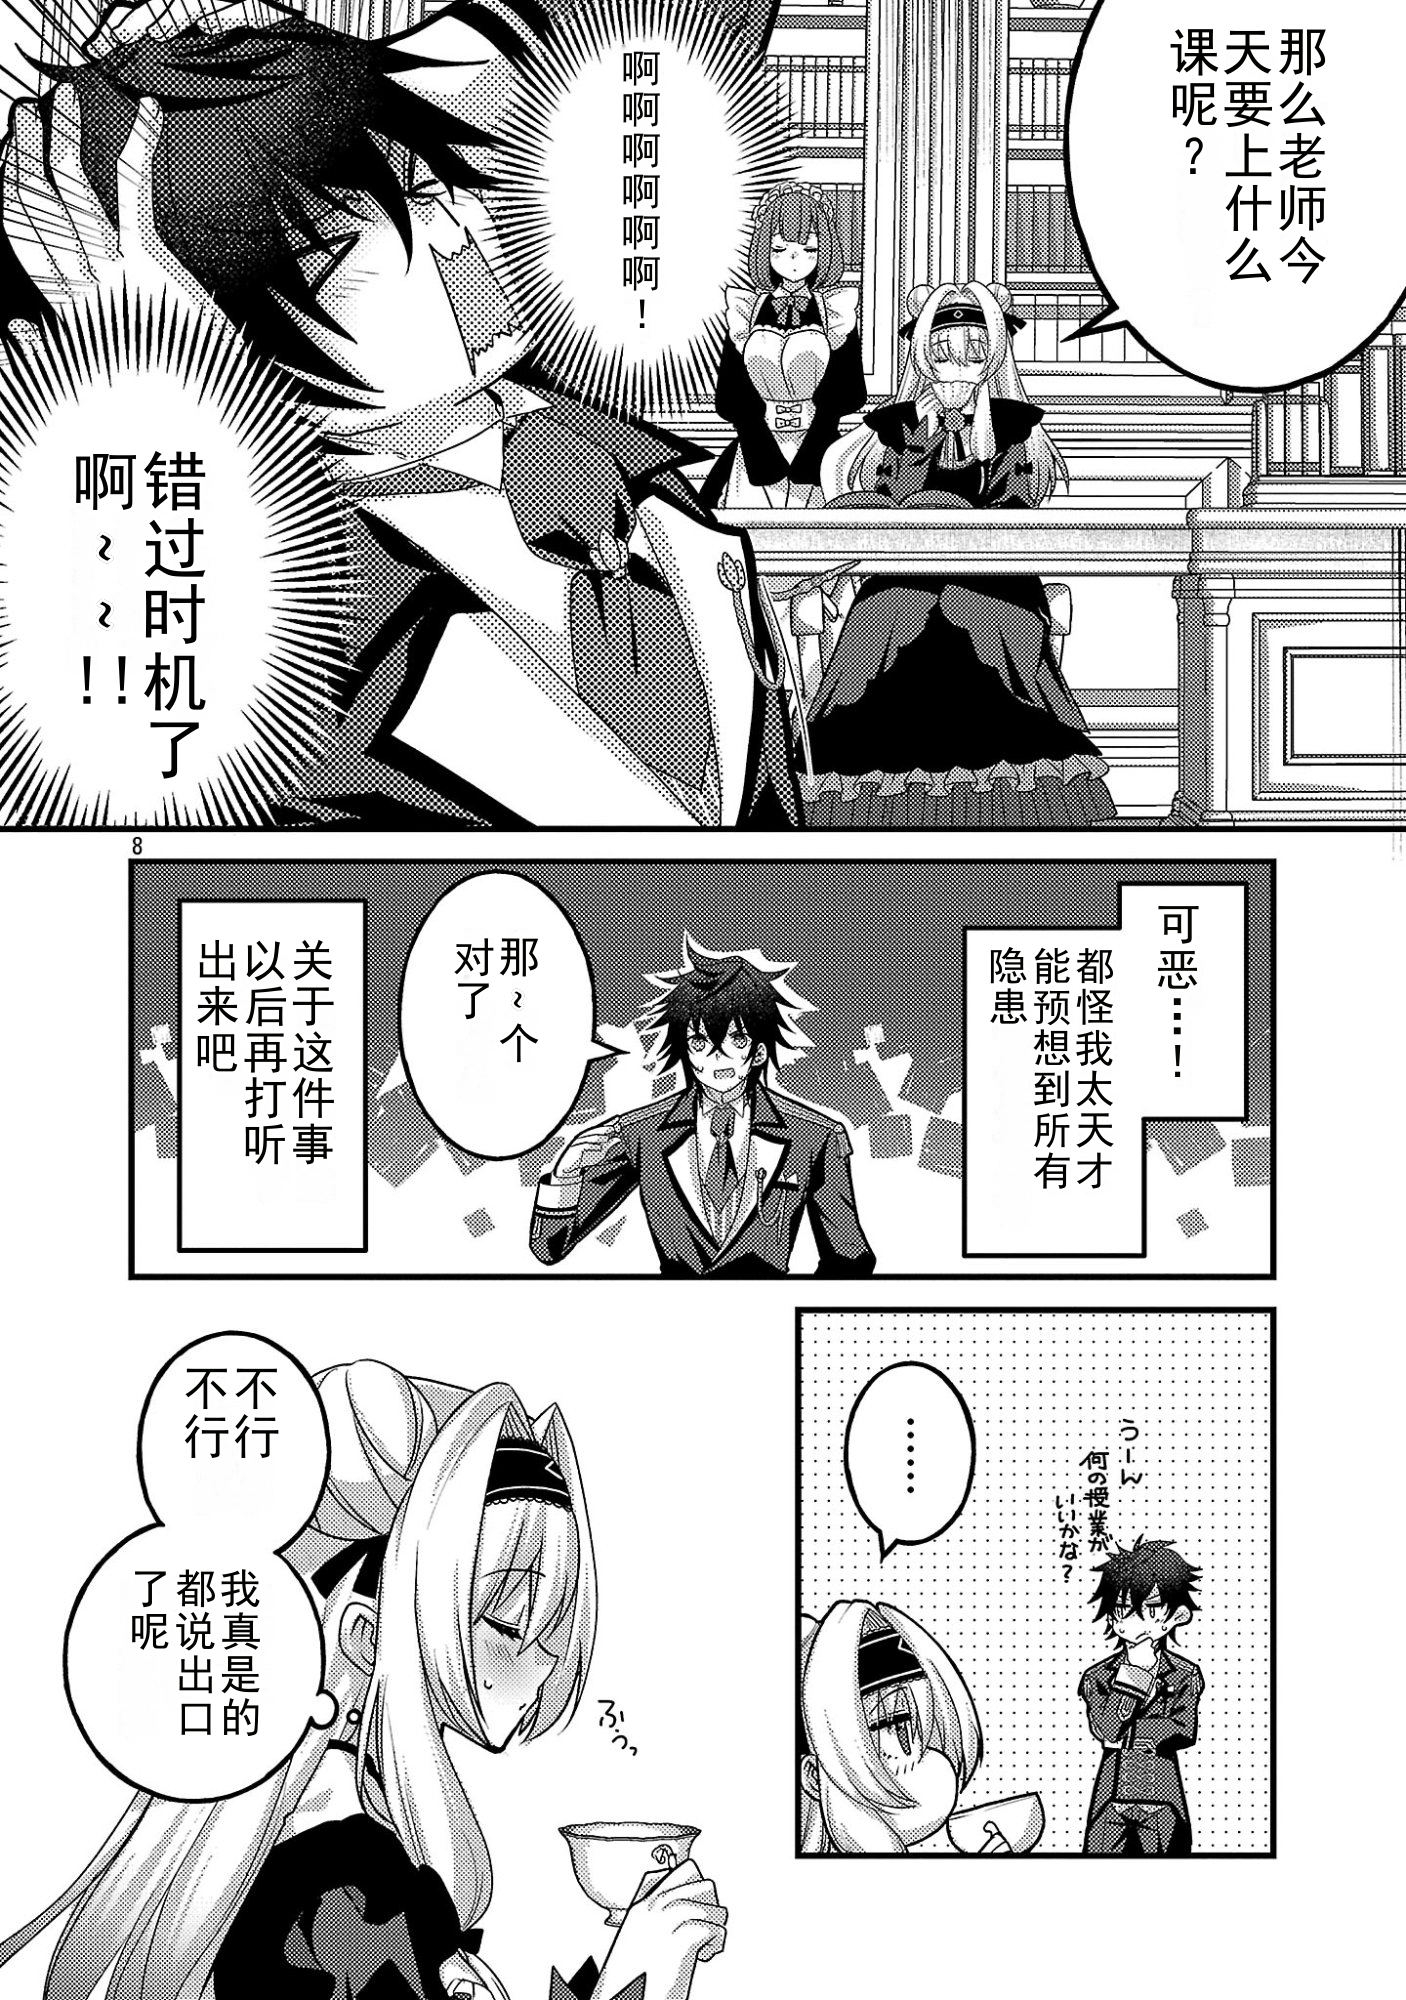 那么老师今
天要上什么
课呢？
啊啊啊啊啊啊！
错过时机了
啊~~！！
8
可恶……！
都怪我太天才
能预想到所有
隐患
那~个
对了
关于这件事
以后再打听
出来吧
うーん
何の授業が
いいかな？
……
ふぅっ
不行
不行
我真是的
都说出口
了呢